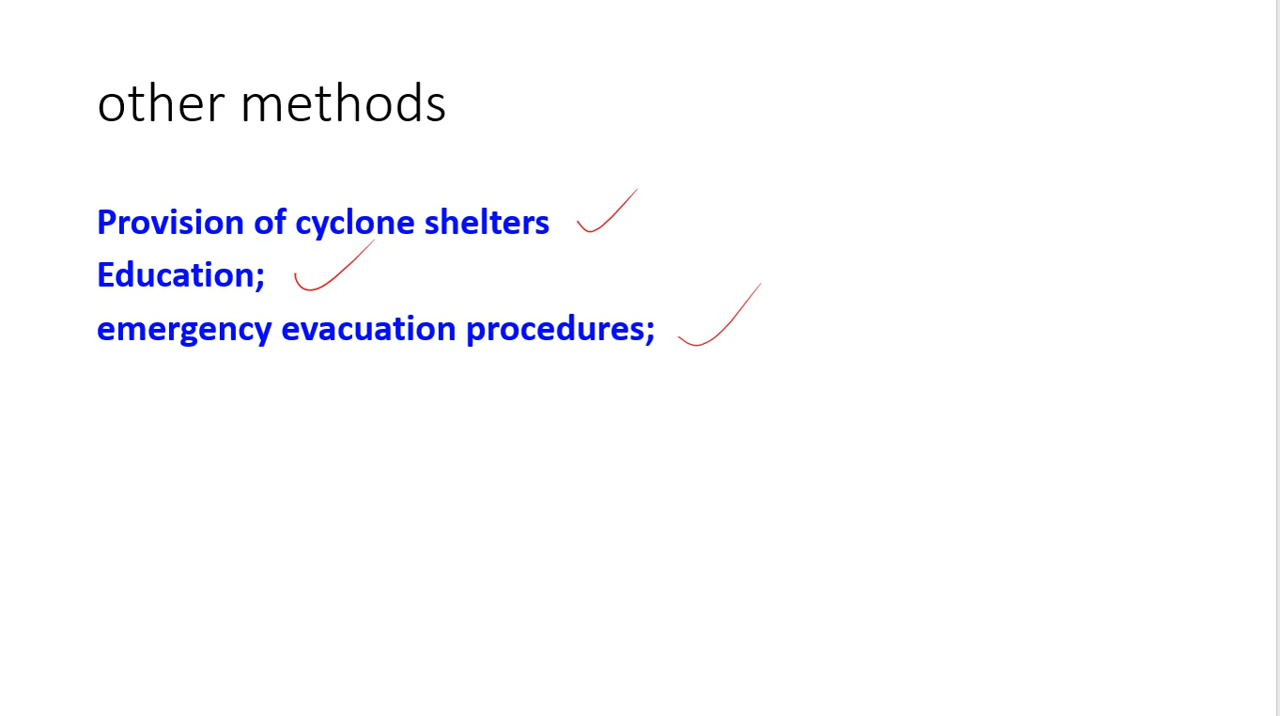 other methods
Provision of cyclone shelters
Education;
emergency evacuation procedures;